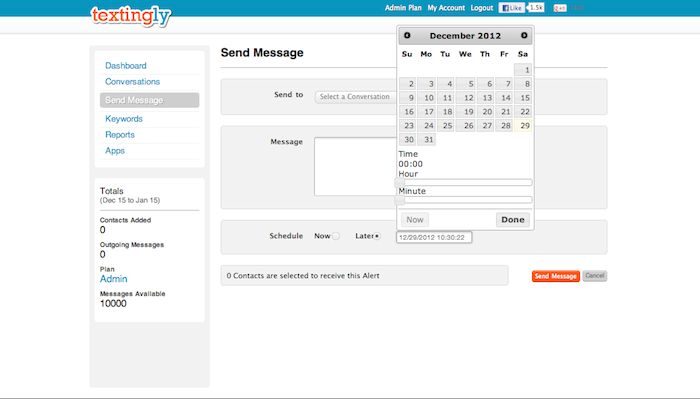 textingly
Admin Plan My Account Logout Like 1.5k
Dashboard
Conversations
Send Message
Keywords
Reports
Apps
Totals
(Dec 15 to Jan 15)
Contacts Added
0
Outgoing Messages
0
Plan
Admin
Messages Available
10000
Send Message
Send to Select a Conversation
Message
Schedule Now Later 12/29/2012 10:30:22
December 2012
Su Mo Tu We Th Fr Sa
1
2 3 4 5 6 7 8
9 10 11 12 13 14 15
16 17 18 19 20 21 22
23 24 25 26 27 28 29
30 31
Time
00:00
Hour
Minute
Now Done
0 Contacts are selected to receive this Alert
Send Message Cancel